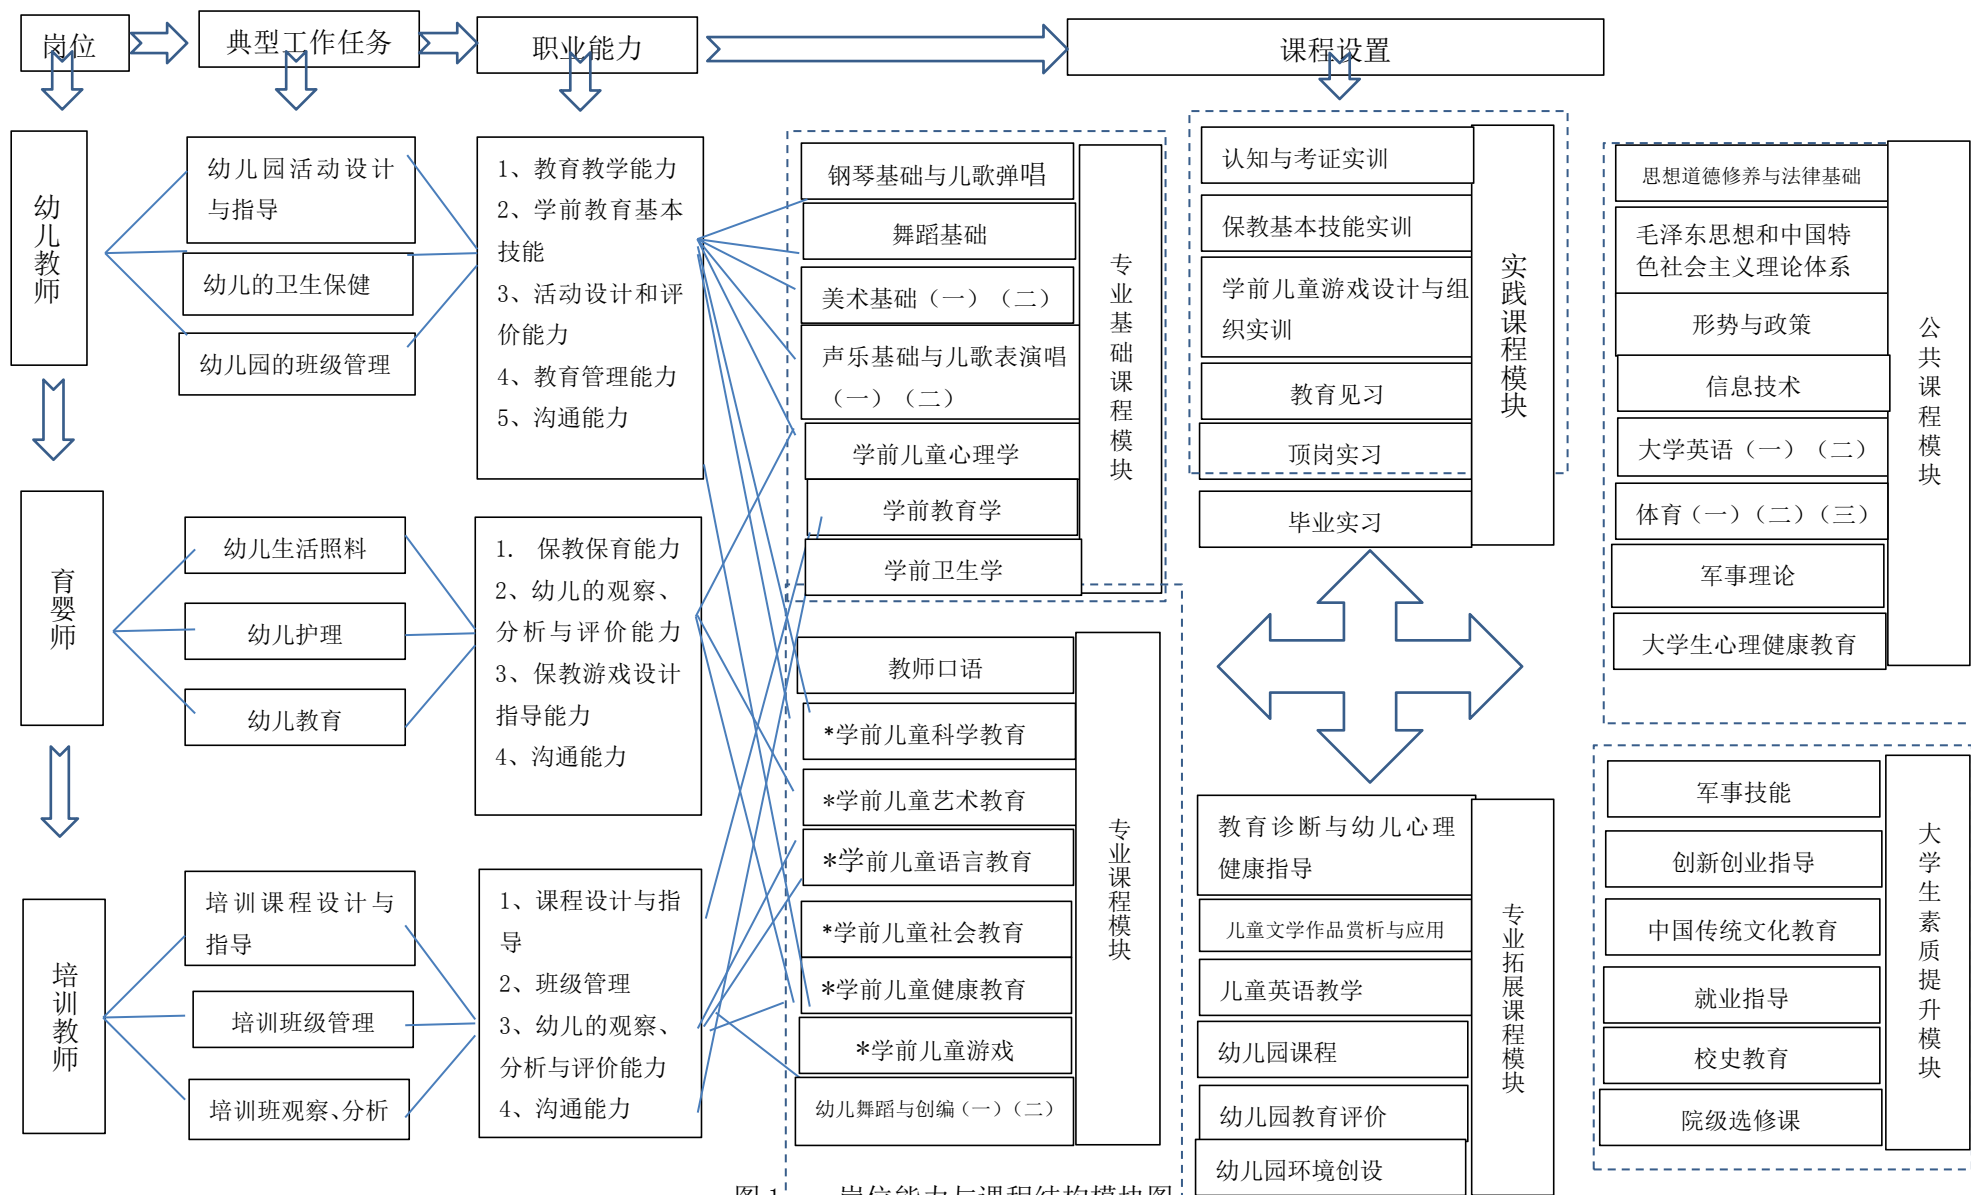 岗位
典型工作任务
职业能力
课程设置
幼儿教师
幼儿园活动设计
与指导
幼儿的卫生保健
幼儿园的班级管理
1、教育教学能力
2、学前教育基本
技能
3、活动设计和评
价能力
4、教育管理能力
5、沟通能力
育婴师
幼儿生活照料
幼儿护理
幼儿教育
1. 保教保育能力
2、幼儿的观察、
分析与评价能力
3、保教游戏设计
指导能力
4、沟通能力
培训教师
培训课程设计与
指导
培训班级管理
培训班观察、分析
1、课程设计与指
导
2、班级管理
3、幼儿的观察、
分析与评价能力
4、沟通能力
钢琴基础与儿歌弹唱
舞蹈基础
美术基础（一）（二）
声乐基础与儿歌表演唱
（一）（二）
学前儿童心理学
学前教育学
学前卫生学
专业基础课程模块
教师口语
*学前儿童科学教育
*学前儿童艺术教育
*学前儿童语言教育
*学前儿童社会教育
*学前儿童健康教育
*学前儿童游戏
幼儿舞蹈与创编（一）（二）
专业课程模块
认知与考证实训
保教基本技能实训
学前儿童游戏设计与组
织实训
教育见习
顶岗实习
毕业实习
实践课程模块
教育诊断与幼儿心理
健康指导
儿童文学作品赏析与应用
儿童英语教学
幼儿园课程
幼儿园教育评价
幼儿园环境创设
专业拓展课程模块
思想道德修养与法律基础
毛泽东思想和中国特
色社会主义理论体系
形势与政策
信息技术
大学英语（一）（二）
体育（一）（二）（三）
军事理论
大学生心理健康教育
公共课程模块
军事技能
创新创业指导
中国传统文化教育
就业指导
校史教育
院级选修课
大学生素质提升模块
图 1 岗位能力与课程结构模块图